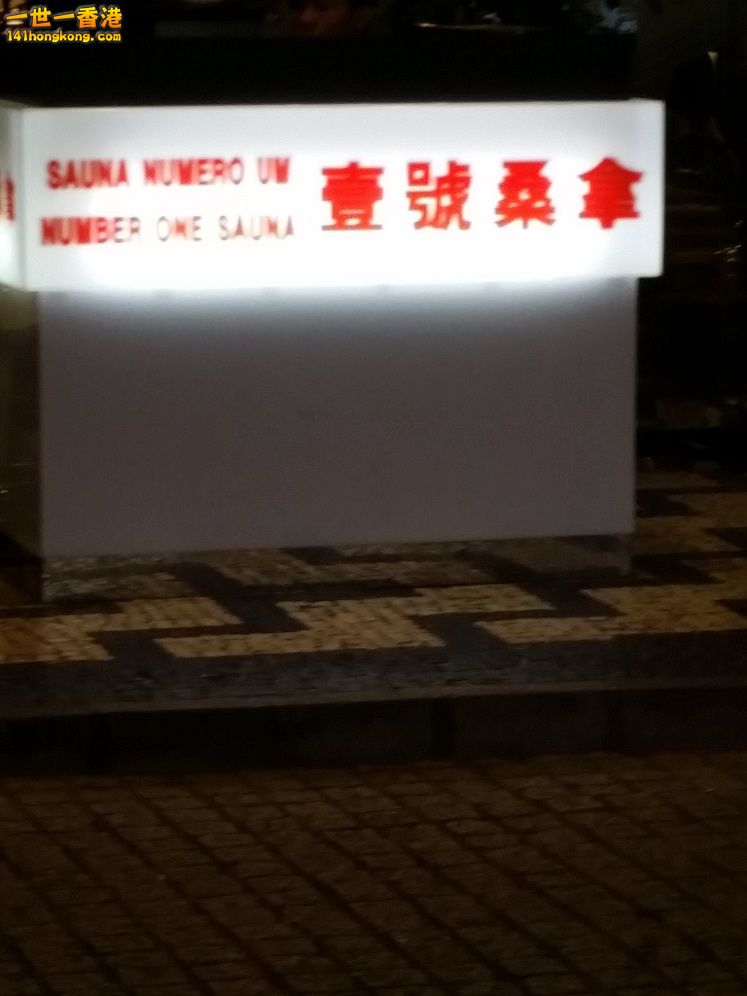 一世一香港
141hongkong.com
SAUNA NUMERO UM
NUMBER ONE SAUNA
壹號桑拿